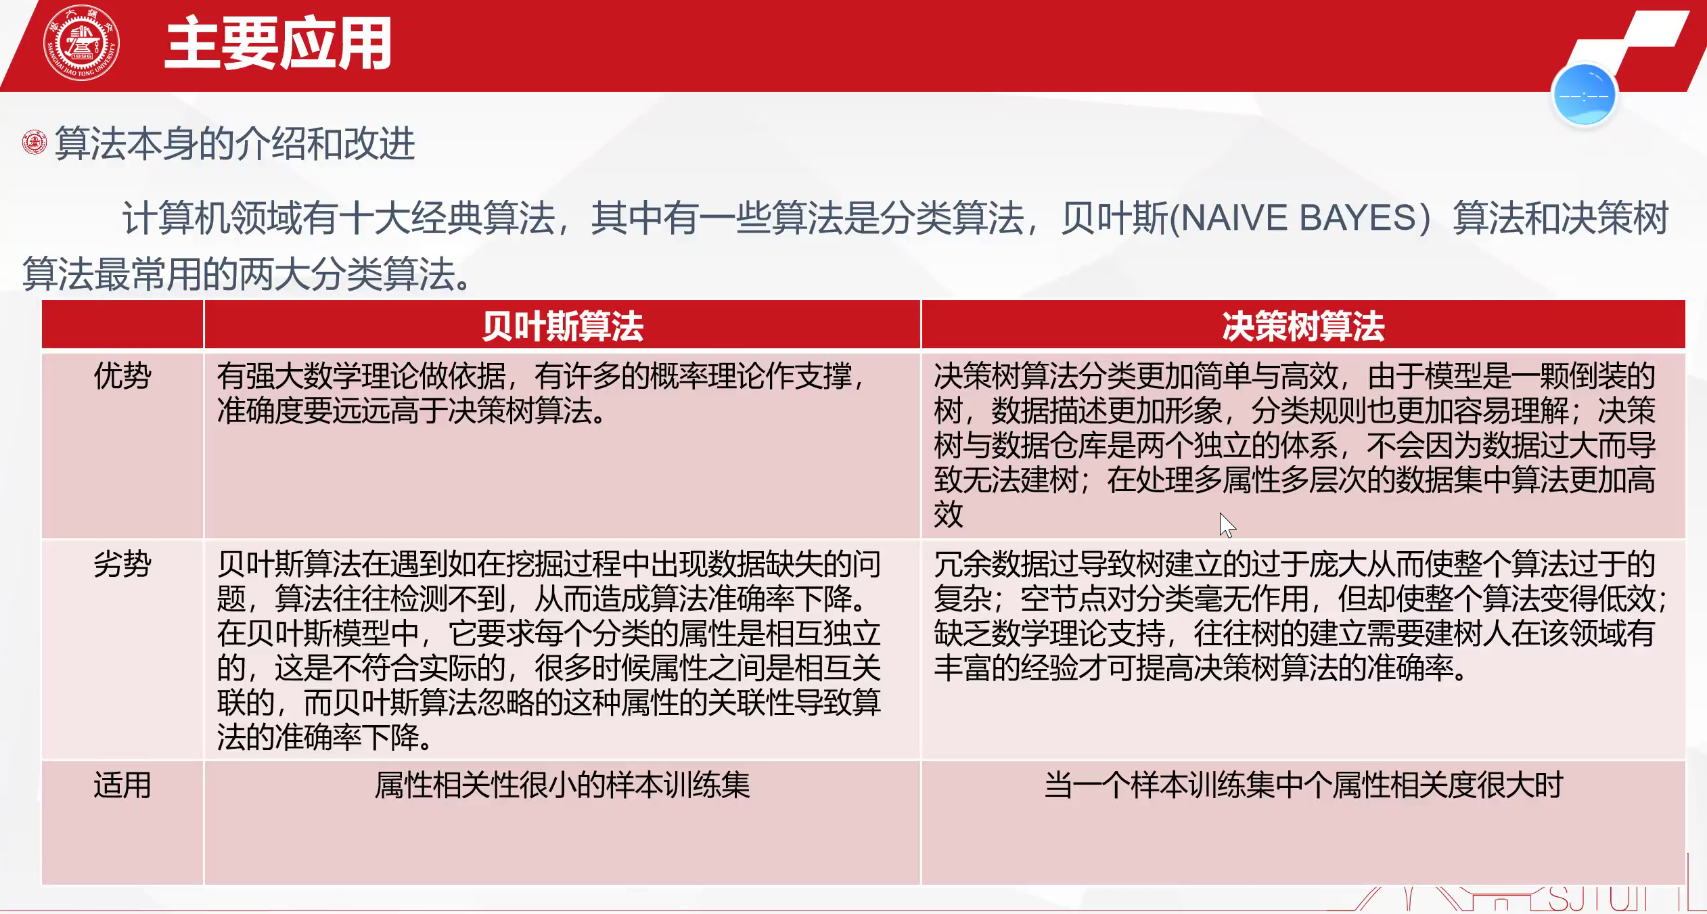 主要应用
SHANGHAI JIAO TONG UNIVERSITY
--:--
算法本身的介绍和改进
计算机领域有十大经典算法，其中有一些算法是分类算法，贝叶斯(NAIVE BAYES）算法和决策树
算法最常用的两大分类算法。
贝叶斯算法
决策树算法
优势
有强大数学理论做依据，有许多的概率理论作支撑，
准确度要远远高于决策树算法。
决策树算法分类更加简单与高效，由于模型是一颗倒装的
树，数据描述更加形象，分类规则也更加容易理解；决策
树与数据仓库是两个独立的体系，不会因为数据过大而导
致无法建树；在处理多属性多层次的数据集中算法更加高
效
劣势
贝叶斯算法在遇到如在挖掘过程中出现数据缺失的问
题，算法往往检测不到，从而造成算法准确率下降。
在贝叶斯模型中，它要求每个分类的属性是相互独立
的，这是不符合实际的，很多时候属性之间是相互关
联的，而贝叶斯算法忽略的这种属性的关联性导致算
法的准确率下降。
冗余数据过导致树建立的过于庞大从而使整个算法过于的
复杂；空节点对分类毫无作用，但却使整个算法变得低效；
缺乏数学理论支持，往往树的建立需要建树人在该领域有
丰富的经验才可提高决策树算法的准确率。
适用
属性相关性很小的样本训练集
当一个样本训练集中个属性相关度很大时
SJTU